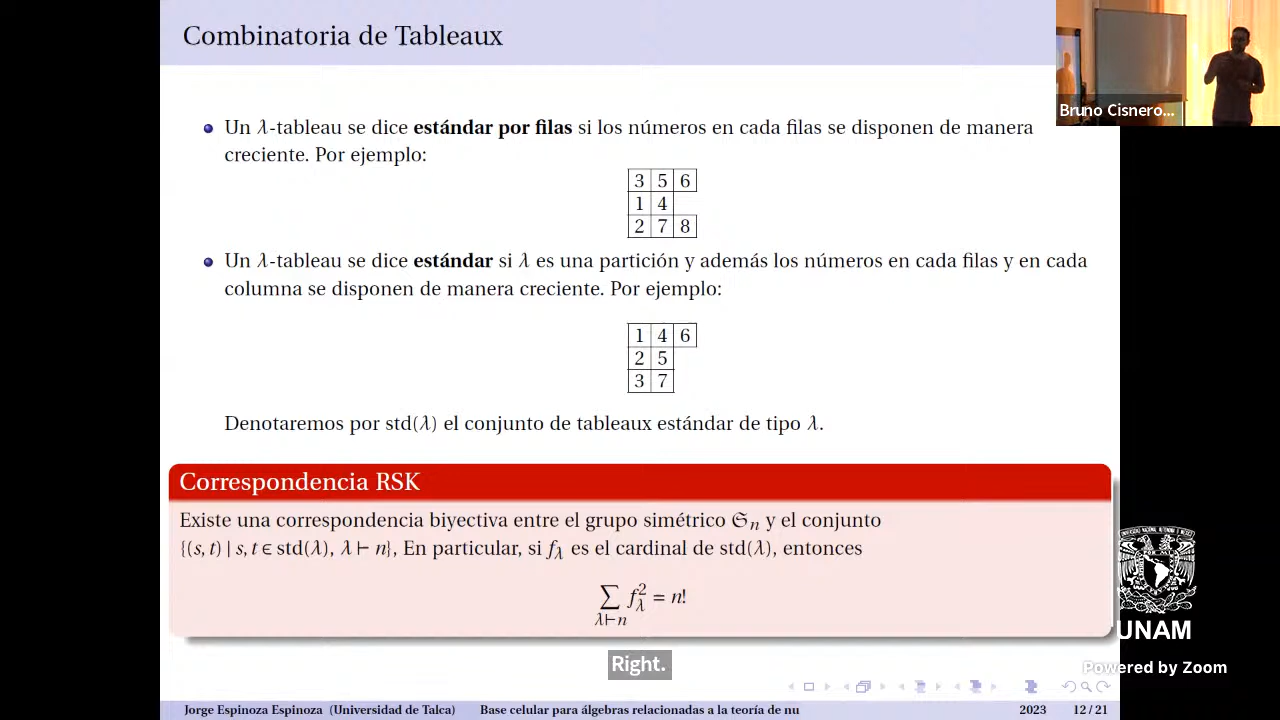 Combinatoria de Tableaux
Bruno Cisnero...
Un λ-tableau se dice estándar por filas si los números en cada filas se disponen de manera
creciente. Por ejemplo:
3 5 6
1 4
2 7 8
Un λ-tableau se dice estándar si λ es una partición y además los números en cada filas y en cada
columna se disponen de manera creciente. Por ejemplo:
1 4 6
2 5
3 7
Denotaremos por std(λ) el conjunto de tableaux estándar de tipo λ.
Correspondencia RSK
Existe una correspondencia biyectiva entre el grupo simétrico 𝔖n y el conjunto
{(s, t) | s, t ∈ std(λ), λ ⊢ n}, En particular, si fλ es el cardinal de std(λ), entonces
∑ f²λ = n!
λ⊢n
UNAM
Right.
Powered by Zoom
Jorge Espinoza Espinoza (Universidad de Talca) Base celular para álgebras relacionadas a la teoría de nu 2023 12 / 21